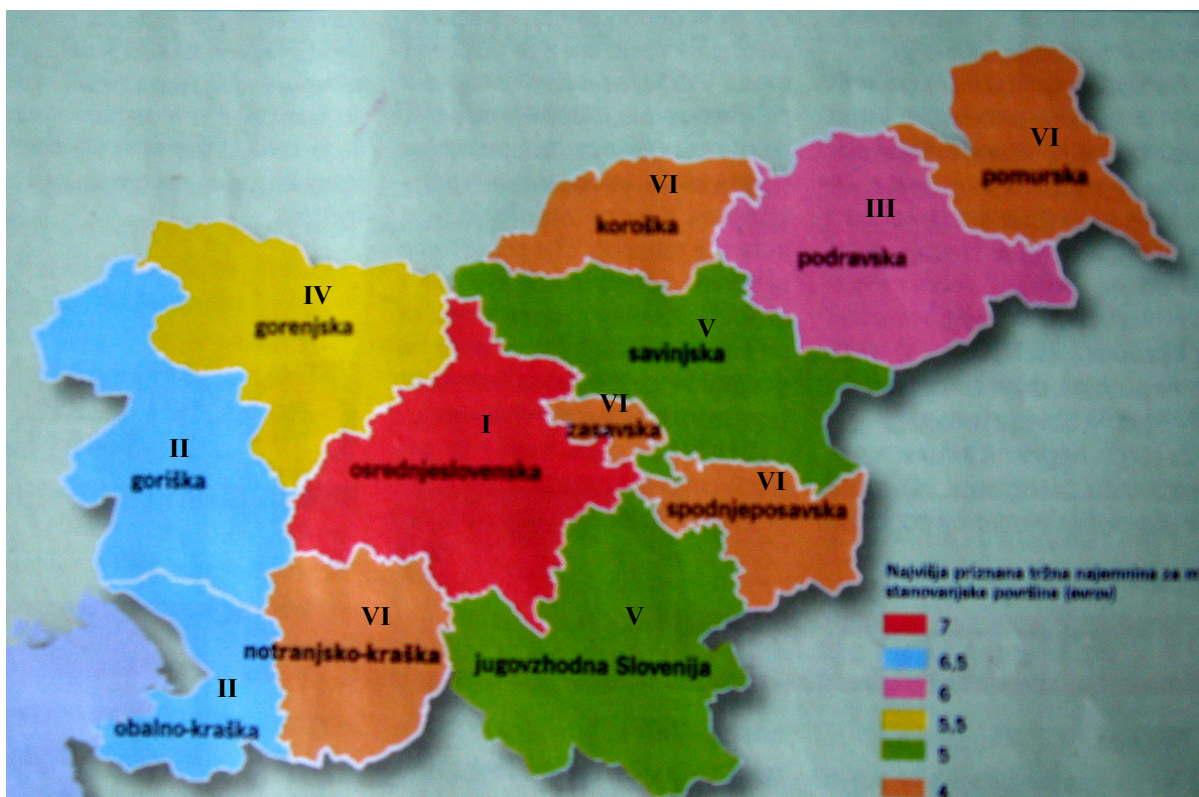 VI
pomurska
VI
koroška
III
podravska
IV
gorenjska
V
savinjska
VI
zasavska
I
osrednjeslovenska
II
goriška
VI
spodnjeposavska
VI
notranjsko-kraška
V
jugovzhodna Slovenija
II
obalno-kraška
Najvišja priznana tržna najemnina za m
stanovanjske površine (evrov)
7
6,5
6
5,5
5
4